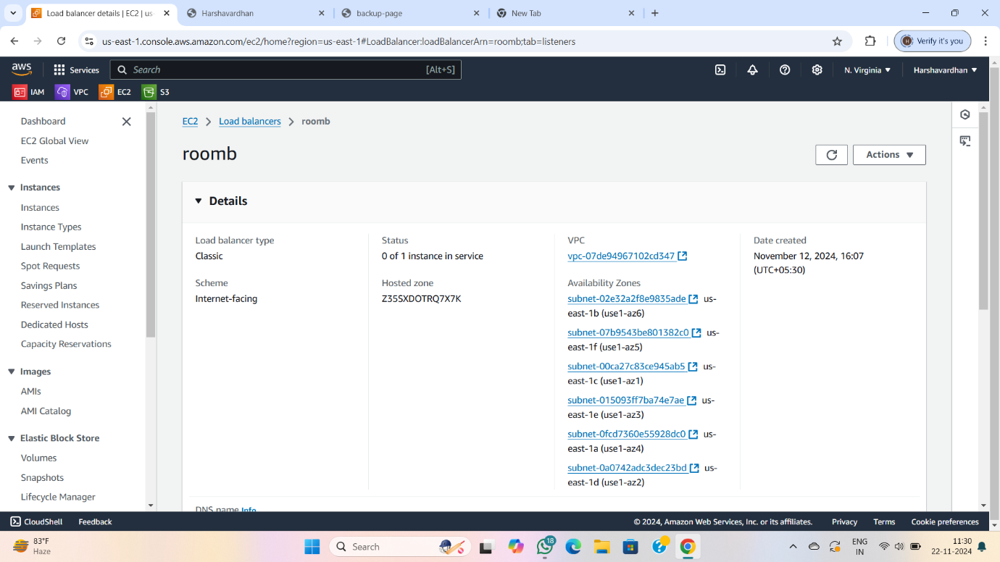 Load balancer details | EC2 | us-
Harshavardhan
backup-page
New Tab
us-east-1.console.aws.amazon.com/ec2/home?region=us-east-1#LoadBalancer:loadBalancerArn=roomb;tab=listeners
H
Verify it's you
aws
Services
Search
[Alt+S]
N. Virginia
Harshavardhan
IAM
VPC
EC2
S3
Dashboard
EC2 Global View
Events
Instances
Instances
Instance Types
Launch Templates
Spot Requests
Savings Plans
Reserved Instances
Dedicated Hosts
Capacity Reservations
Images
AMIs
AMI Catalog
Elastic Block Store
Volumes
Snapshots
Lifecycle Manager
EC2
Load balancers
roomb
roomb
Actions
Details
Load balancer type
Classic
Scheme
Internet-facing
Status
0 of 1 instance in service
Hosted zone
Z35SXDOTRQ7X7K
VPC
vpc-07de94967102cd347
Availability Zones
subnet-02e32a2f8e9835ade us-
east-1b (use1-az6)
subnet-07b9543be801382c0 us-
east-1f (use1-az5)
subnet-00ca27c83ce945ab5 us-
east-1c (use1-az1)
subnet-015093ff7ba74e7ae us-
east-1e (use1-az3)
subnet-0fcd7360e55928dc0 us-
east-1a (use1-az4)
subnet-0a0742adc3dec23bd us-
east-1d (use1-az2)
Date created
November 12, 2024, 16:07
(UTC+05:30)
DNS name Info
CloudShell
Feedback
© 2024, Amazon Web Services, Inc. or its affiliates.
Privacy
Terms
Cookie preferences
83°F
Haze
Search
18
ENG
IN
11:30
22-11-2024